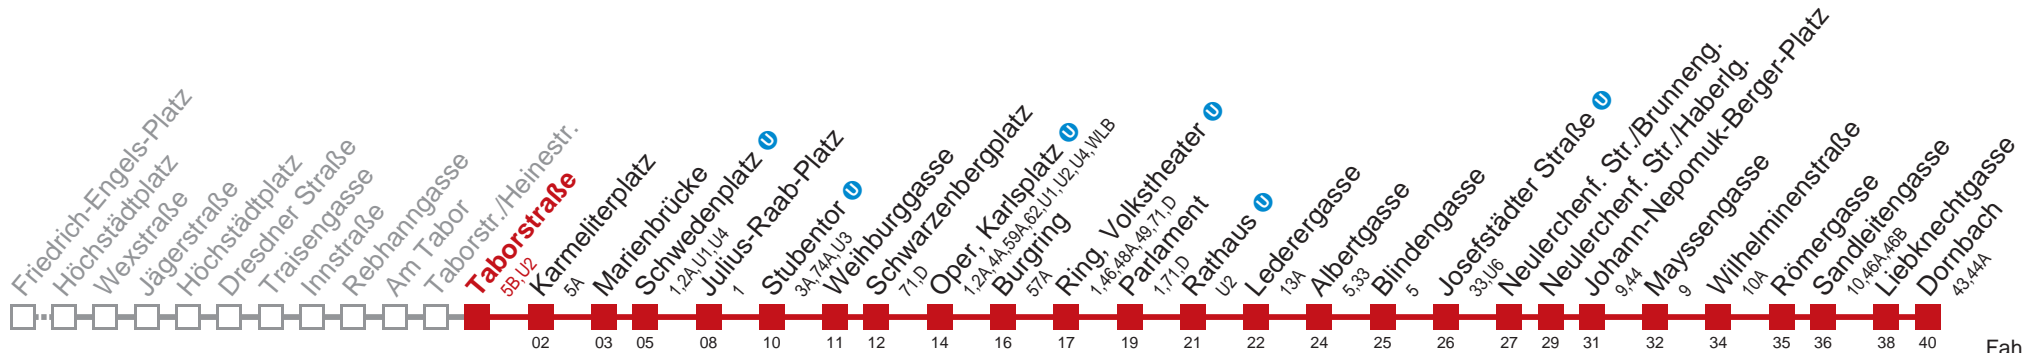 Friedrich-Engels-Platz
Höchstädtplatz
Wexstraße
Jägerstraße
Höchstädtplatz
Dresdner Straße
Traisengasse
Innstraße
Rebhanngasse
Am Tabor
Taborstr./Heinestr.
Taborstraße
5B,U2
Karmeliterplatz
5A
Marienbrücke
Schwedenplatz U
1,2A,U1,U4
Julius-Raab-Platz
1
Stubentor U
3A,74A,U3
Weihburggasse
Schwarzenbergplatz
71,D
Oper, Karlsplatz U
1,2A,4A,59A,62,U1,U2,U4,WLB
Burgring
57A
Ring, Volkstheater U
1,46,48A,49,71,D
Parlament
1,71,D
Rathaus U
U2
Lederergasse
13A
Albertgasse
5,33
Blindengasse
5
Josefstädter Straße U
33,U6
Neulerchenf. Str./Brunneng.
Neulerchenf. Str./Haberlg.
Johann-Nepomuk-Berger-Platz
9,44
Mayssengasse
9
Wilhelminenstraße
10A
Römergasse
Sandleitengasse
10,46A,46B
Liebknechtgasse
Dornbach
43,44A
02 03 05 08 10 11 12 14 16 17 19 21 22 24 25 26 27 29 31 32 34 35 36 38 40
Fah